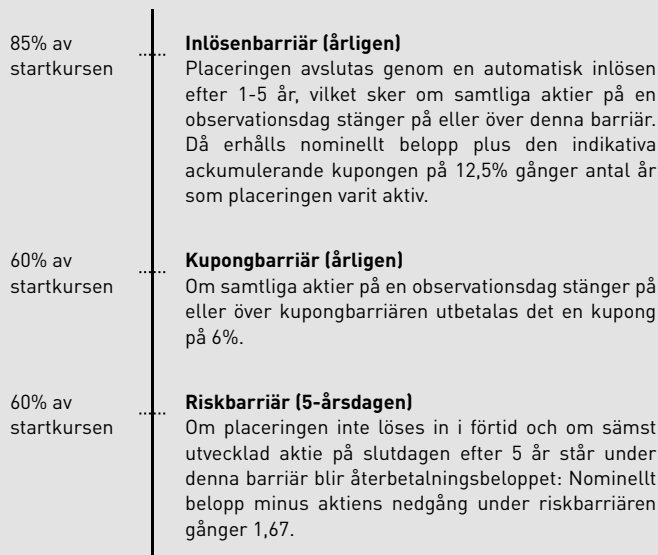 85% av
startkursen
Inlösenbarriär (årligen)
Placeringen avslutas genom en automatisk inlösen
efter 1-5 år, vilket sker om samtliga aktier på en
observationsdag stänger på eller över denna barriär.
Då erhålls nominellt belopp plus den indikativa
ackumulerande kupongen på 12,5% gånger antal år
som placeringen varit aktiv.
60% av
startkursen
Kupongbarriär (årligen)
Om samtliga aktier på en observationsdag stänger på
eller över kupongbarriären utbetalas det en kupong
på 6%.
60% av
startkursen
Riskbarriär (5-årsdagen)
Om placeringen inte löses in i förtid och om sämst
utvecklad aktie på slutdagen efter 5 år står under
denna barriär blir återbetalningsbeloppet: Nominellt
belopp minus aktiens nedgång under riskbarriären
gånger 1,67.